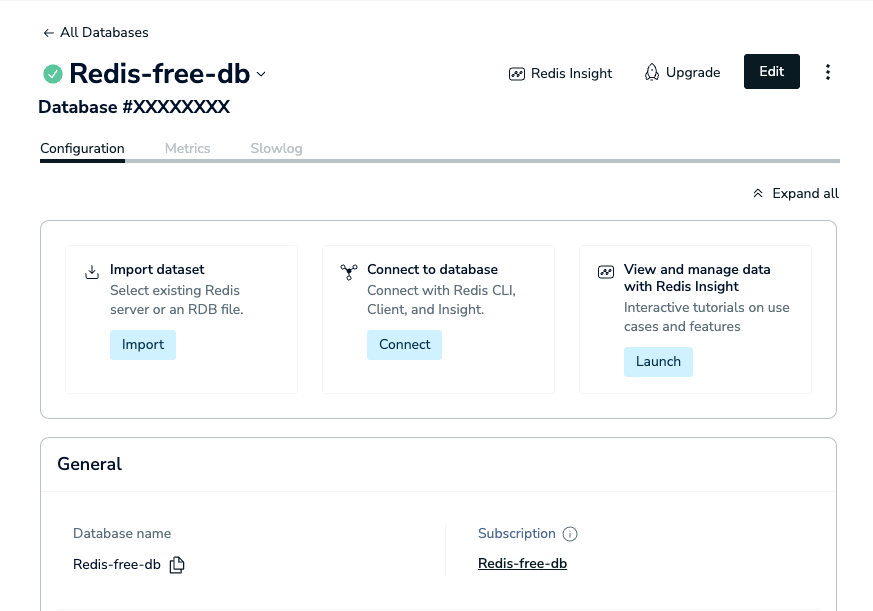 All Databases
Redis-free-db
Redis Insight
Upgrade
Edit
Database #XXXXXXXX
Configuration
Metrics
Slowlog
Expand all
Import dataset
Select existing Redis
server or an RDB file.
Import
Connect to database
Connect with Redis CLI,
Client, and Insight.
Connect
View and manage data
with Redis Insight
Interactive tutorials on use
cases and features
Launch
General
Database name
Redis-free-db
Subscription
Redis-free-db